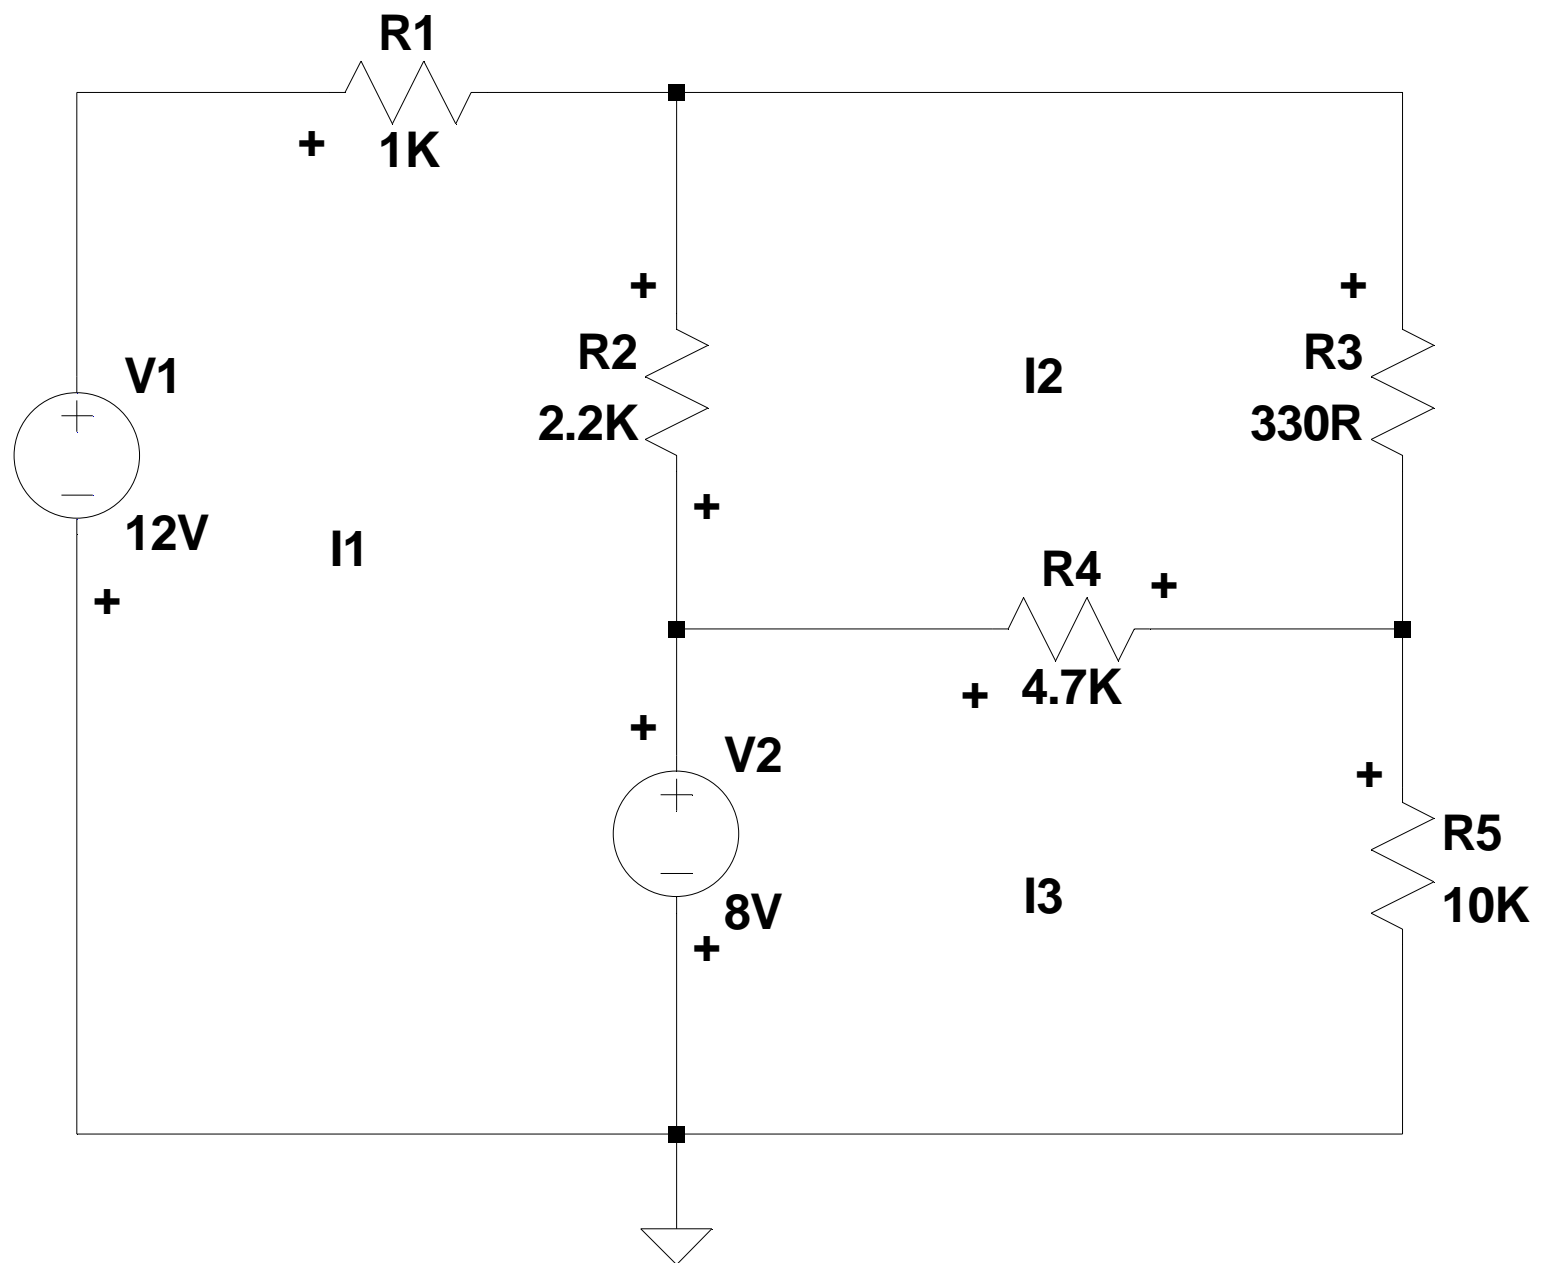 R1
+
1K
+
+
R2
2.2K
I2
R3
330R
V1
+
12V
I1
+
R4
+
+
+
4.7K
+
V2
8V
+
I3
+
R5
10K